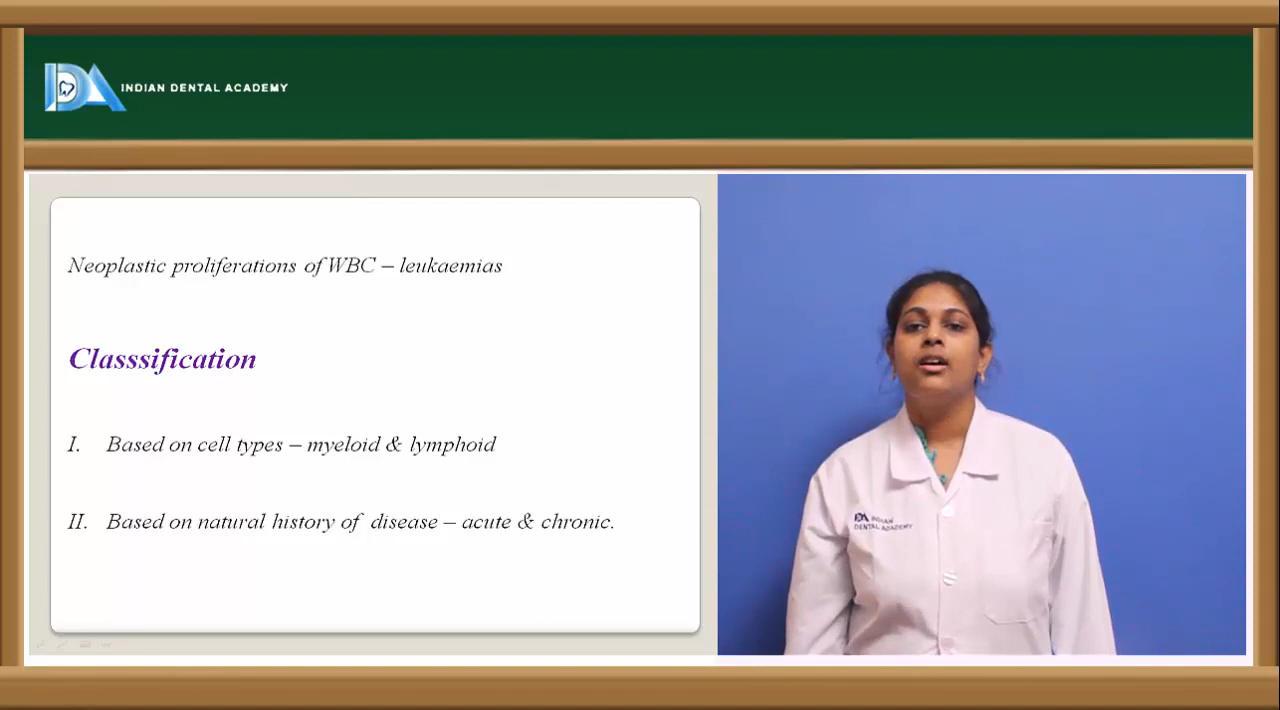 INDIAN DENTAL ACADEMY
Neoplastic proliferations of WBC – leukaemias
Classsification
I. Based on cell types – myeloid & lymphoid
II. Based on natural history of disease – acute & chronic.
IDA INDIAN
DENTAL ACADEMY